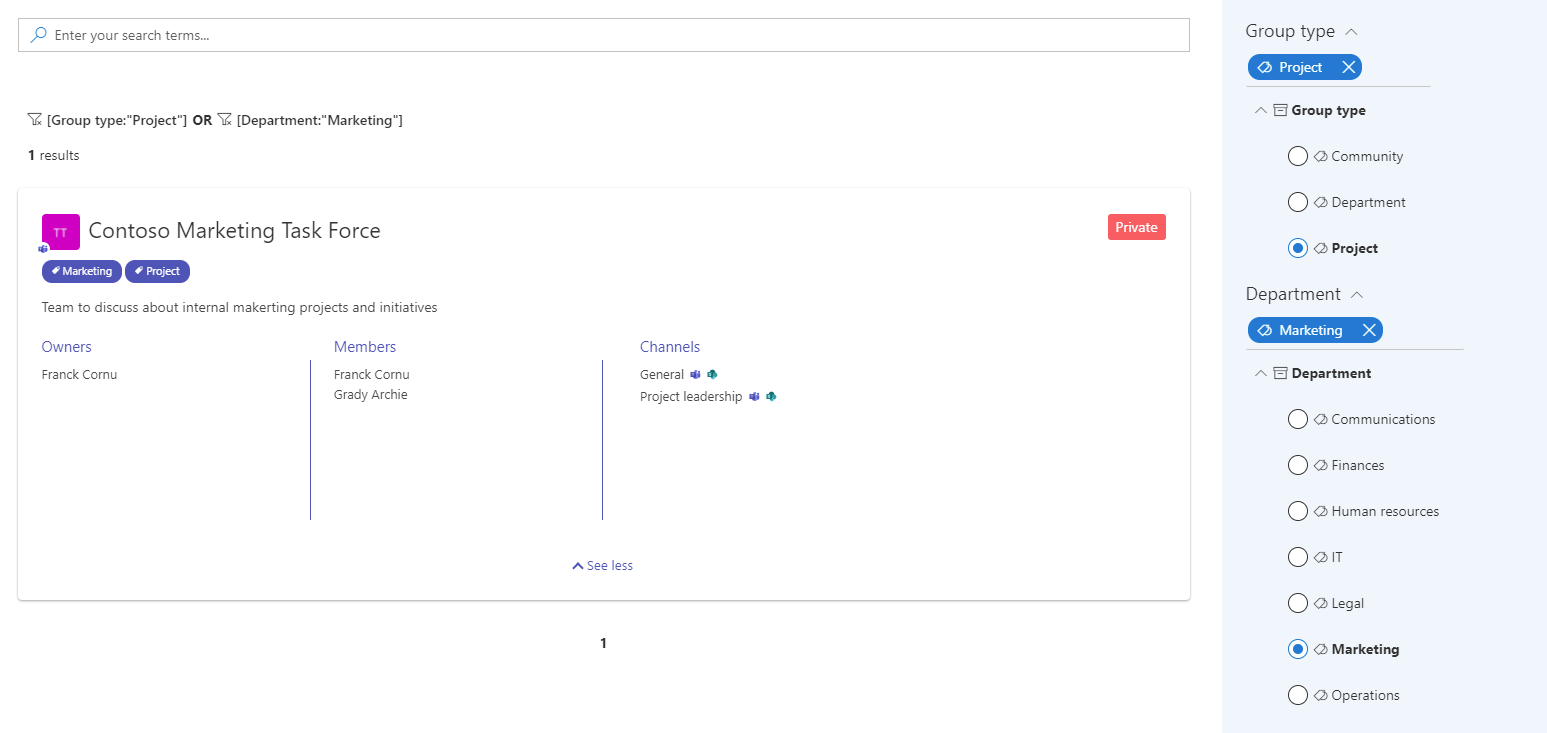 Enter your search terms...
[Group type:"Project"] OR [Department:"Marketing"]
1 results
TT
Contoso Marketing Task Force
Private
Marketing Project
Team to discuss about internal makerting projects and initiatives
Owners
Franck Cornu
Members
Franck Cornu
Grady Archie
Channels
General
Project leadership
See less
1
Group type
Project
Group type
Community
Department
Project
Department
Marketing
Department
Communications
Finances
Human resources
IT
Legal
Marketing
Operations